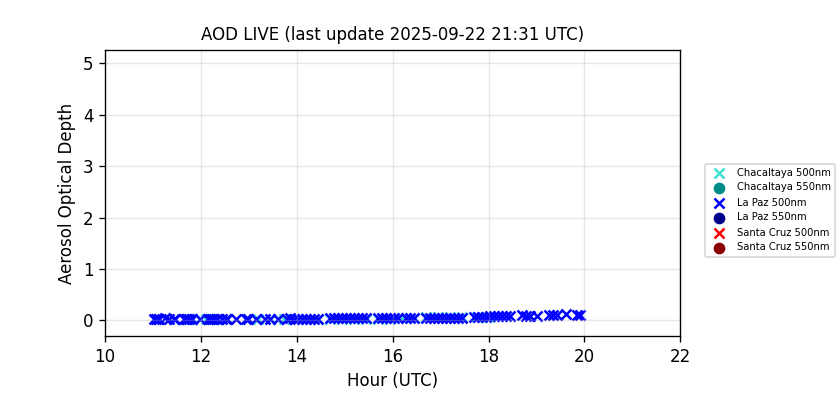 AOD LIVE (last update 2025-09-22 21:31 UTC)
Aerosol Optical Depth
5
4
3
2
1
0
10 12 14 16 18 20 22
Hour (UTC)
Chacaltaya 500nm
Chacaltaya 550nm
La Paz 500nm
La Paz 550nm
Santa Cruz 500nm
Santa Cruz 550nm